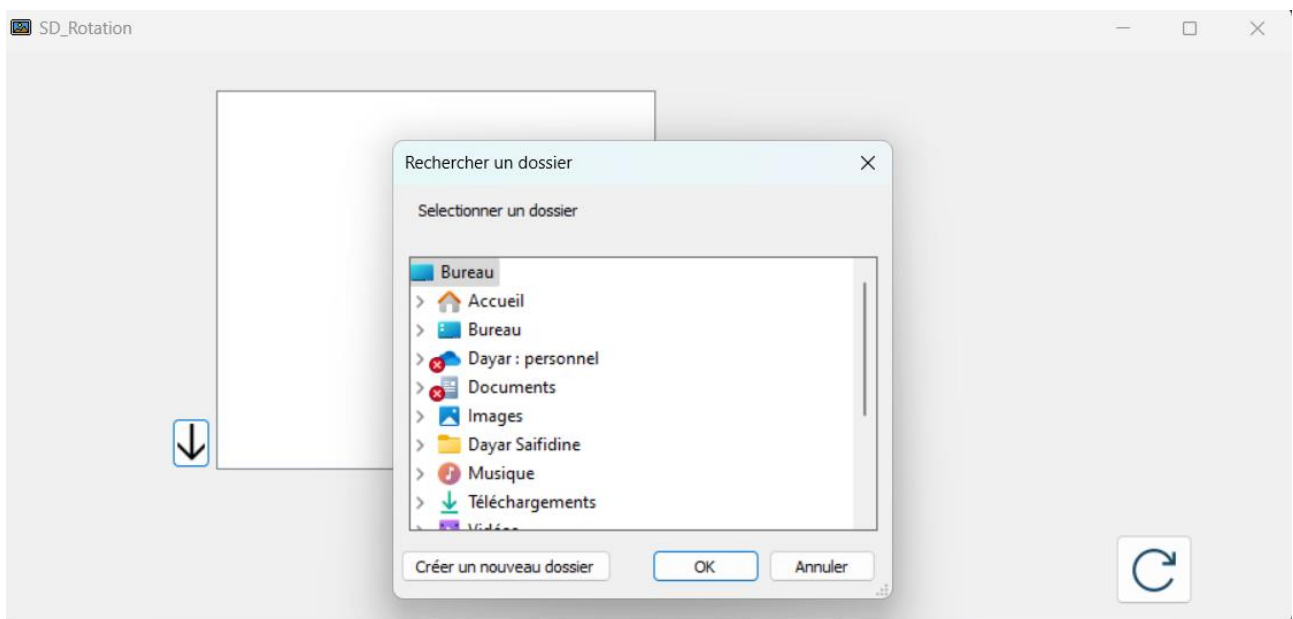 SD_Rotation
Rechercher un dossier
Selectionner un dossier
Bureau
Accueil
Bureau
Dayar : personnel
Documents
Images
Dayar Saifidine
Musique
Téléchargements
Vidéos
Créer un nouveau dossier OK Annuler